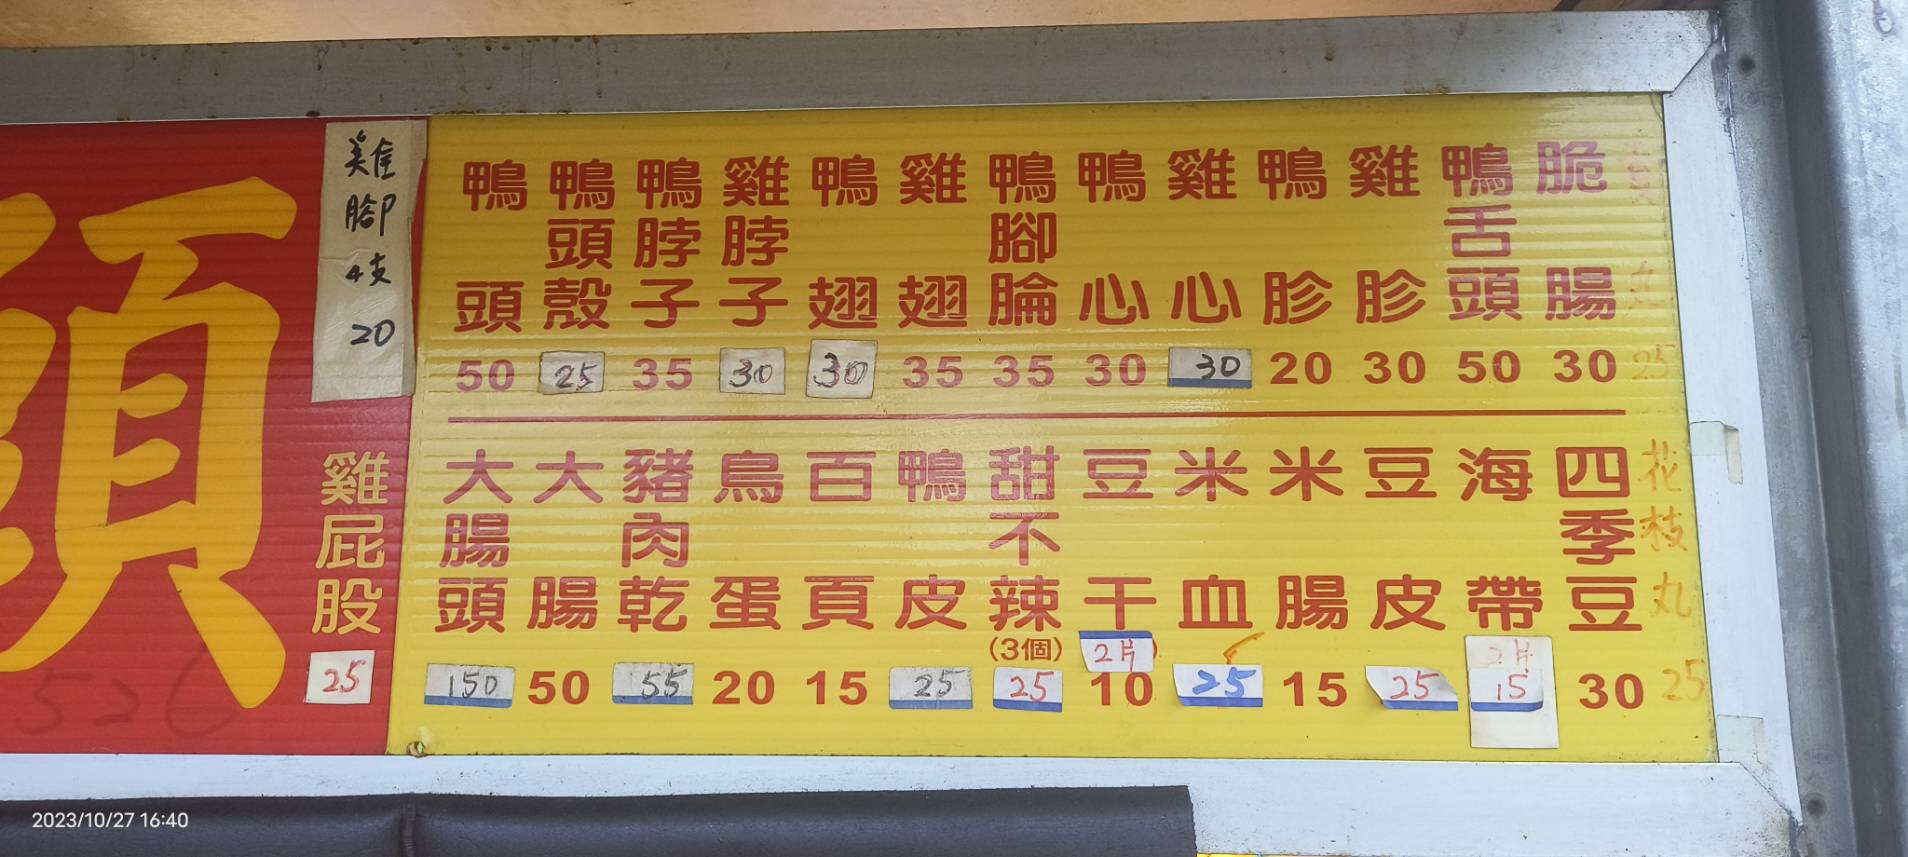 頭
雞腳4支20
雞屁股
25
526
鴨頭
50
鴨頭殼
25
鴨脖子
35
雞脖子
30
鴨翅
30
雞翅
35
鴨腳腀
35
鴨心
30
雞心
30
鴨胗
20
雞胗
30
鴨舌頭
50
脆腸
30
丸
25
大腸頭
150
大腸
50
豬肉乾
55
鳥蛋
20
百頁
15
鴨皮
25
甜不辣
(3個)
25
豆干
2片)
10
米血
25
米腸
15
豆皮
25
海帶
2片
15
四季豆
30
花枝丸
25
2023/10/27 16:40